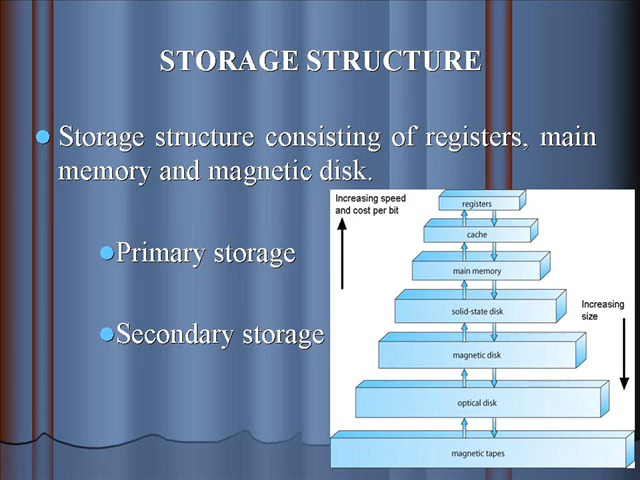 STORAGE STRUCTURE
Storage structure consisting of registers, main
memory and magnetic disk.
Primary storage
Secondary storage
Increasing speed
and cost per bit
registers
cache
main memory
solid-state disk
Increasing
size
magnetic disk
optical disk
magnetic tapes